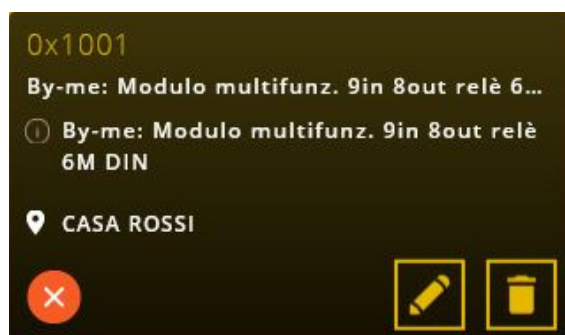 0x1001
By-me: Modulo multifunz. 9in 8out relè 6...
By-me: Modulo multifunz. 9in 8out relè
6M DIN
CASA ROSSI